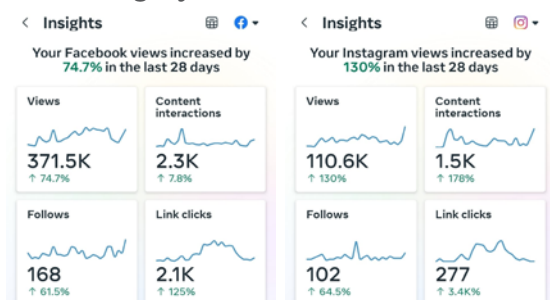 Insights
Your Facebook views increased by
74.7% in the last 28 days
Views
371.5K
↑ 74.7%
Content
interactions
2.3K
↑ 7.8%
Follows
168
↑ 61.5%
Link clicks
2.1K
↑ 125%
Insights
Your Instagram views increased by
130% in the last 28 days
Views
110.6K
↑ 130%
Content
interactions
1.5K
↑ 178%
Follows
102
↑ 64.5%
Link clicks
277
↑ 3.4K%